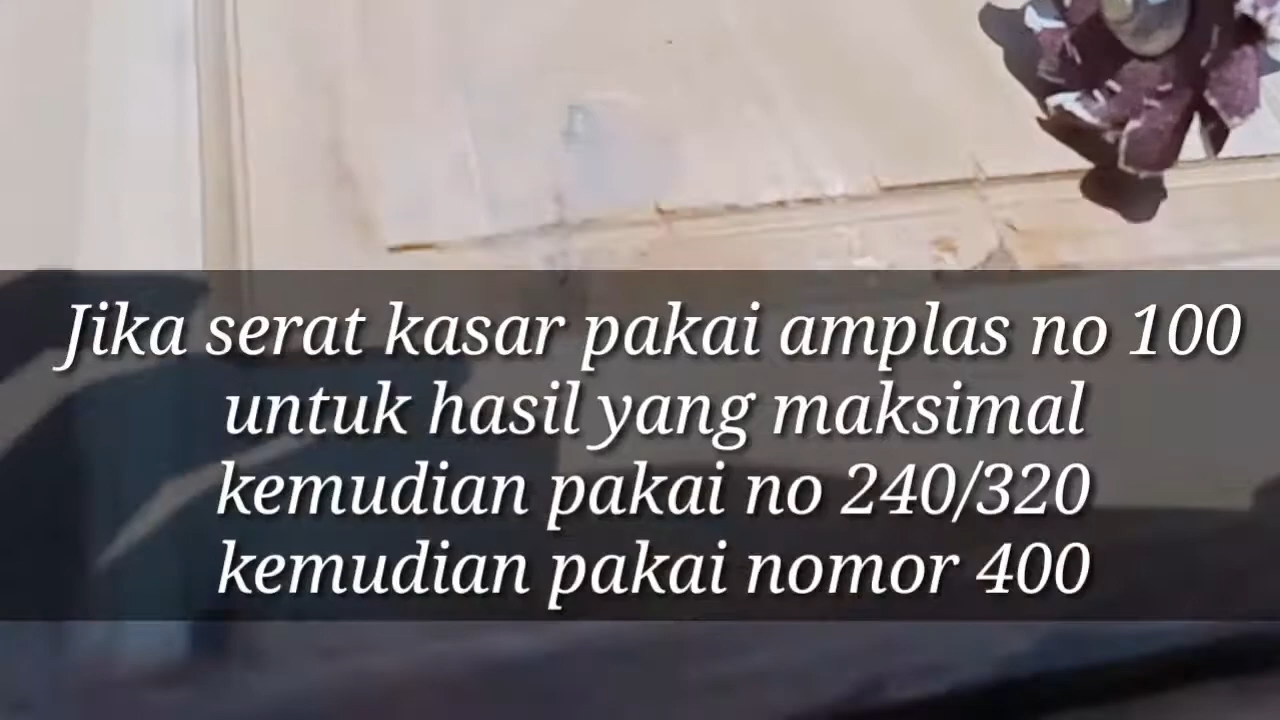 Jika serat kasar pakai amplas no 100
untuk hasil yang maksimal
kemudian pakai no 240/320
kemudian pakai nomor 400